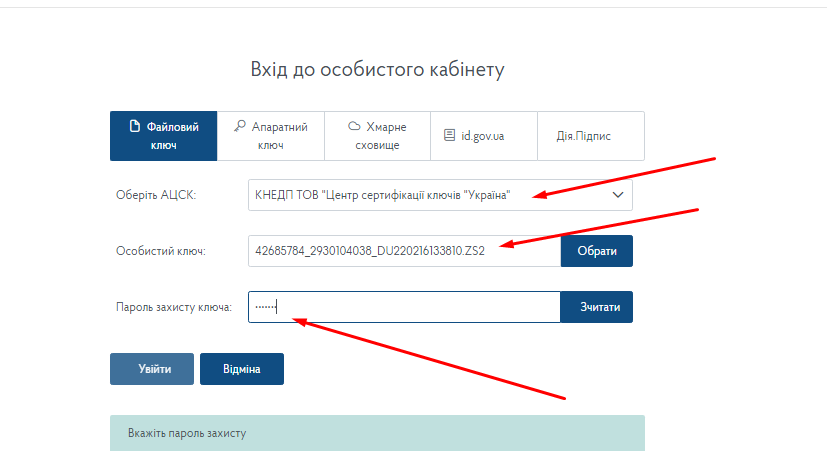 Вхід до особистого кабінету
Файловий ключ
Апаратний ключ
Хмарне сховище
id.gov.ua
Дія.Підпис
Оберіть АЦСК:
КНЕДП ТОВ "Центр сертифікації ключів "Україна"
Особистий ключ:
42685784_2930104038_DU220216133810.ZS2
Обрати
Пароль захисту ключа:
·······
Зчитати
Увійти
Відміна
Вкажіть пароль захисту